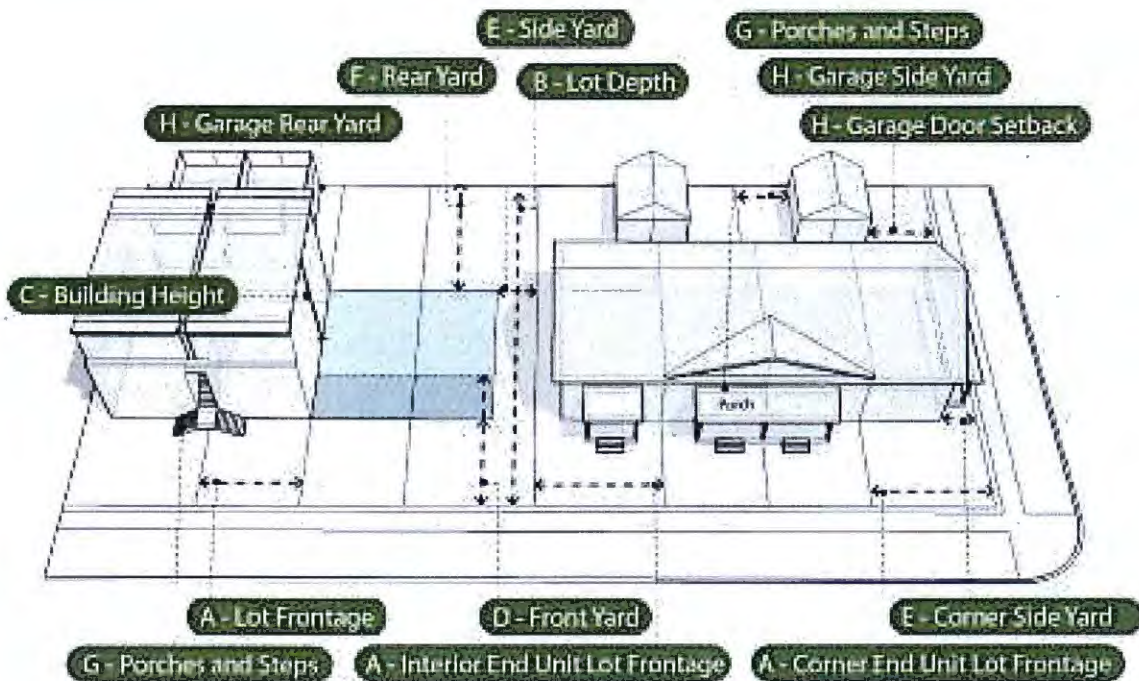 E - Side Yard
G - Porches and Steps
F - Rear Yard
B - Lot Depth
H - Garage Side Yard
H - Garage Rear Yard
H - Garage Door Setback
C - Building Height
Porch
A - Lot Frontage
D - Front Yard
E - Corner Side Yard
G - Porches and Steps
A - Interior End Unit Lot Frontage
A - Corner End Unit Lot Frontage